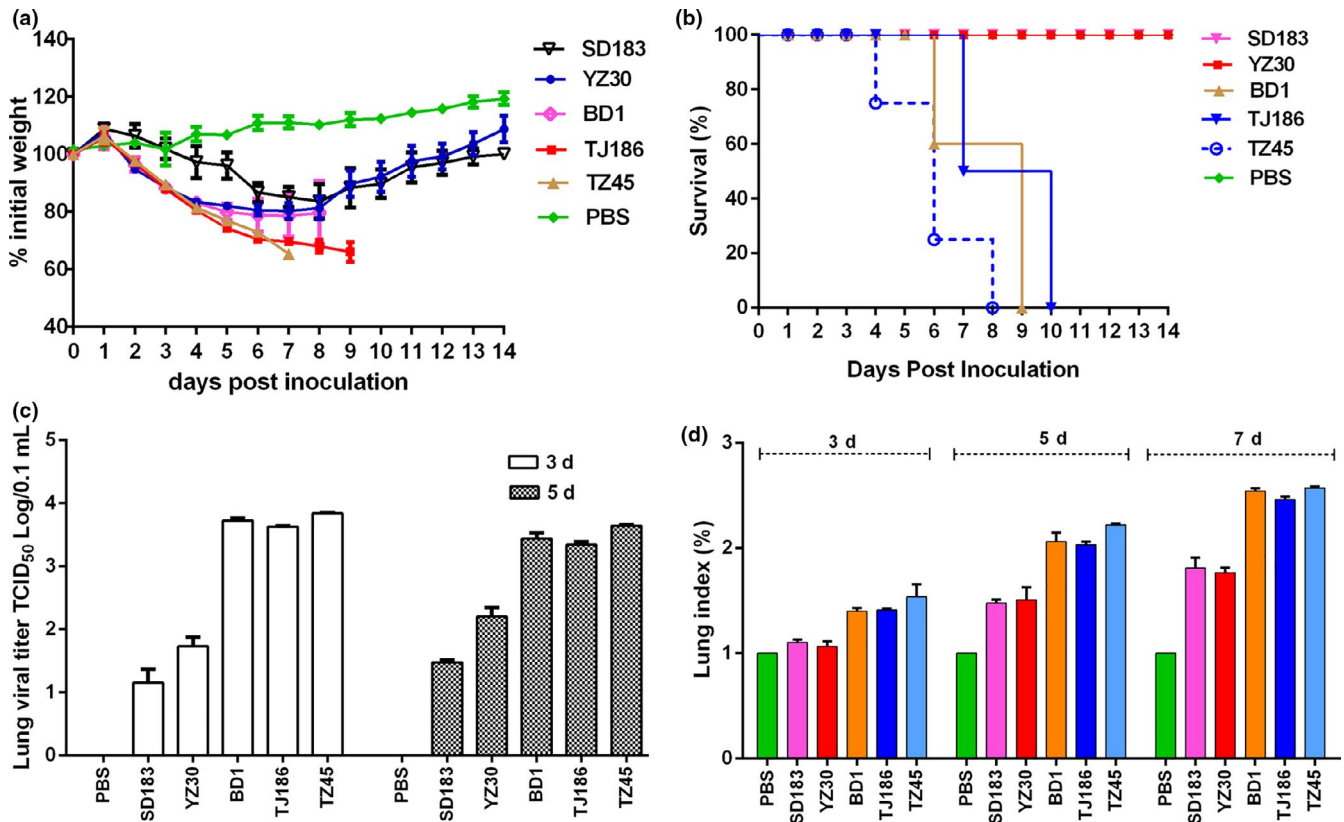 (a)
140
120
100
80
60
40
% initial weight
0 1 2 3 4 5 6 7 8 9 10 11 12 13 14
days post inoculation
SD183
YZ30
BD1
TJ186
TZ45
PBS
(b)
100
80
60
40
20
0
Survival (%)
0 1 2 3 4 5 6 7 8 9 10 11 12 13 14
Days Post Inoculation
SD183
YZ30
BD1
TJ186
TZ45
PBS
(c)
5
4
3
2
1
0
Lung viral titer TCID50 Log/0.1 mL
3 d
5 d
PBS SD183 YZ30 BD1 TJ186 TZ45 PBS SD183 YZ30 BD1 TJ186 TZ45
(d)
3
2
1
0
Lung index (%)
3 d 5 d 7 d
PBS SD183 YZ30 BD1 TJ186 TZ45 PBS SD183 YZ30 BD1 TJ186 TZ45 PBS SD183 YZ30 BD1 TJ186 TZ45